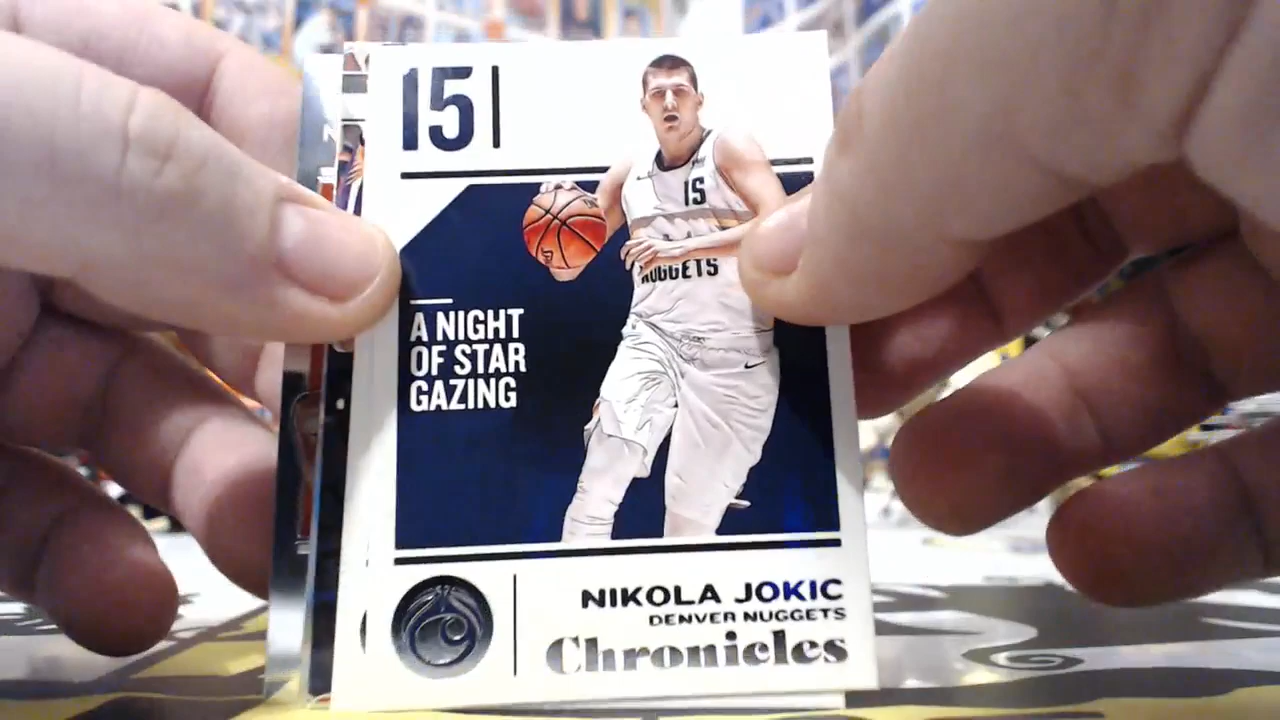 15
15
NUGGETS
A NIGHT
OF STAR
GAZING
NIKOLA JOKIC
DENVER NUGGETS
Chronicles